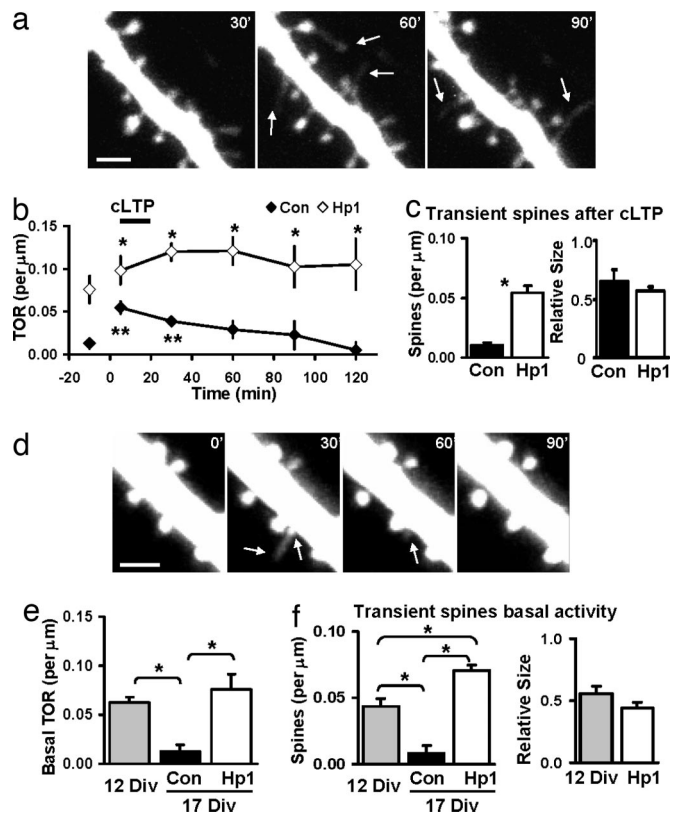 a
30'
60'
90'
b
cLTP
Con
Hp1
TOR (per µm)
0.15
0.10
0.05
0.00
*
*
*
*
*
**
**
-20
0
20
40
60
80
100
120
Time (min)
c
Transient spines after cLTP
Spines (per µm)
0.10
0.05
0.00
*
Con
Hp1
Relative Size
1.0
0.5
0
Con
Hp1
d
0'
30'
60'
90'
e
Basal TOR (per µm)
0.15
0.10
0.05
0.00
*
*
12 Div
Con
Hp1
17 Div
f
Transient spines basal activity
Spines (per µm)
0.10
0.05
0.00
*
*
*
12 Div
Con
Hp1
17 Div
Relative Size
1.0
0.5
0.0
12 Div
Hp1